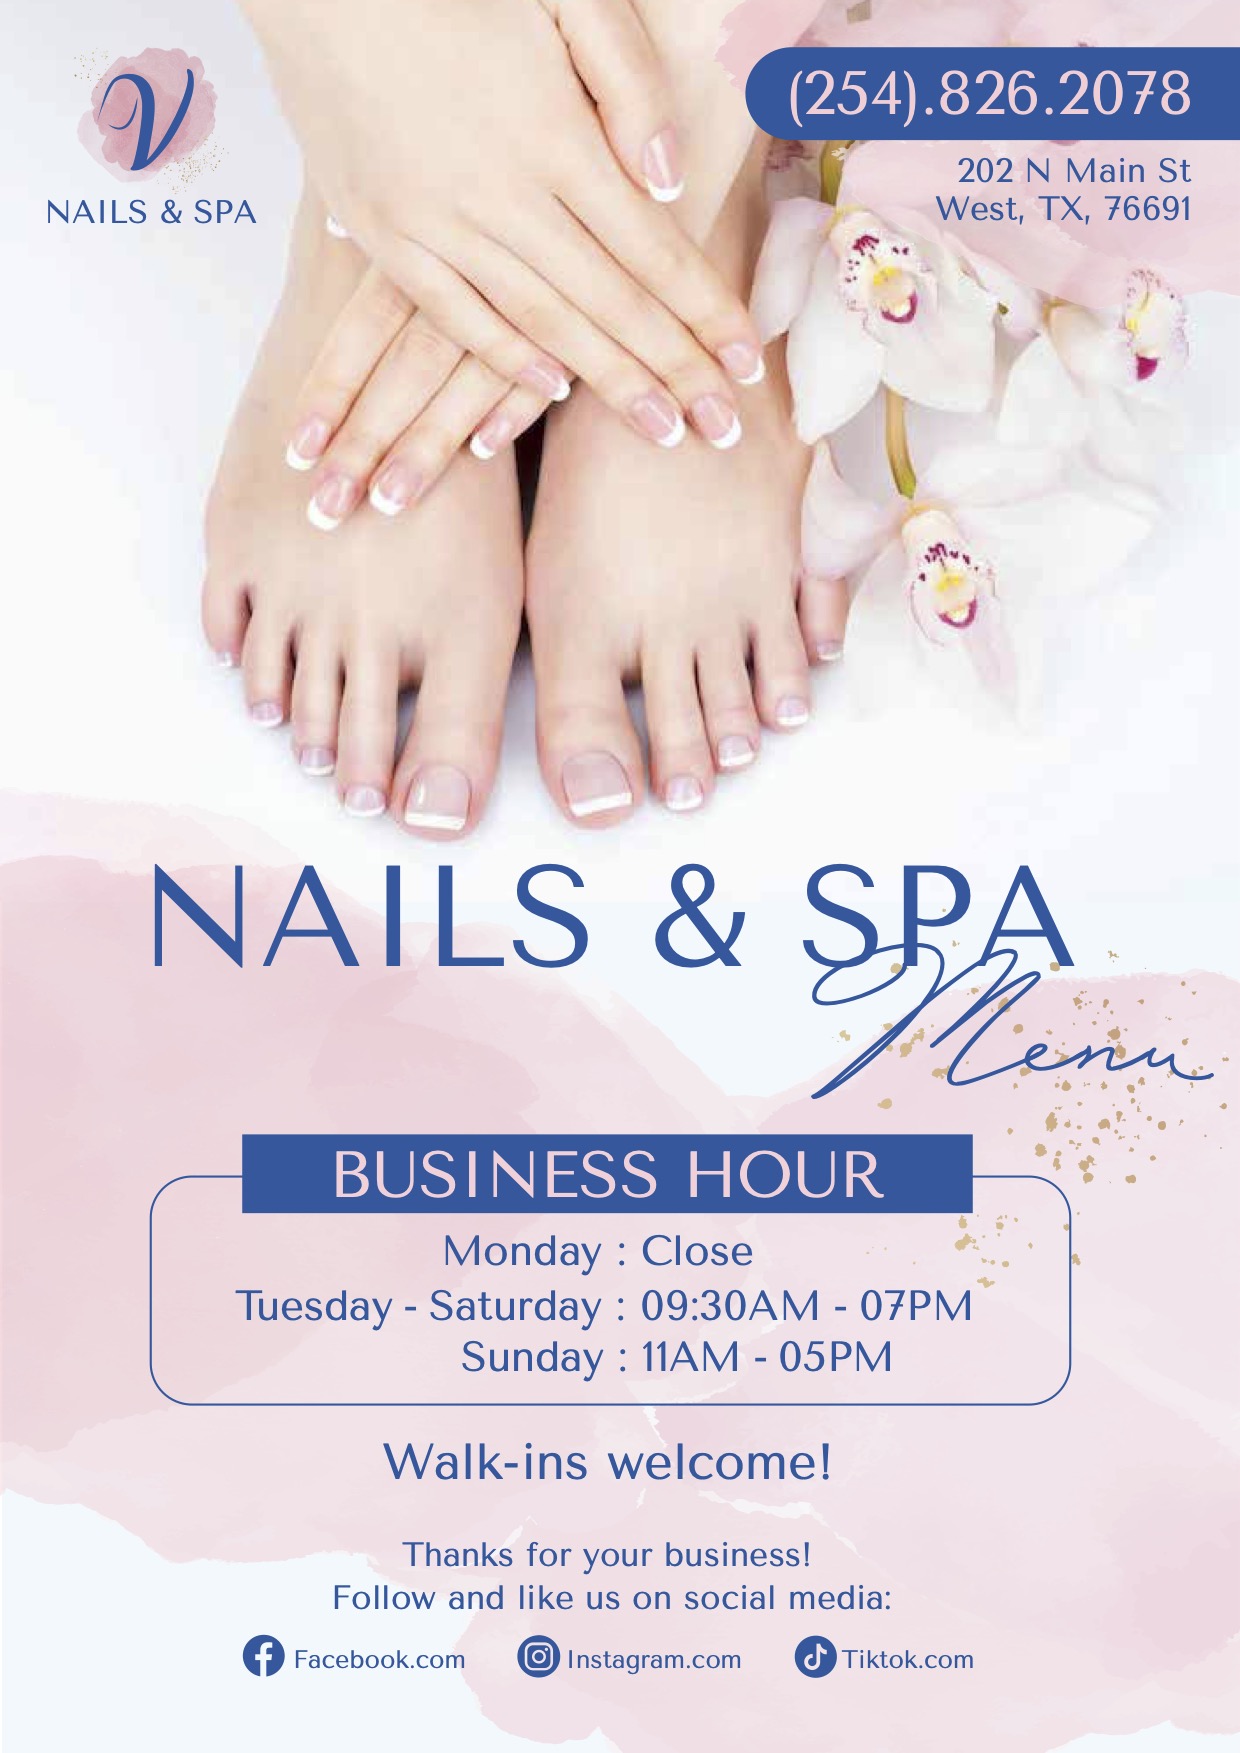 V
NAILS & SPA
(254).826.2078
202 N Main St
West, TX, 76691
NAILS & SPA
Menu
BUSINESS HOUR
Monday : Close
Tuesday - Saturday : 09:30AM - 07PM
Sunday : 11AM - 05PM
Walk-ins welcome!
Thanks for your business!
Follow and like us on social media:
Facebook.com Instagram.com Tiktok.com